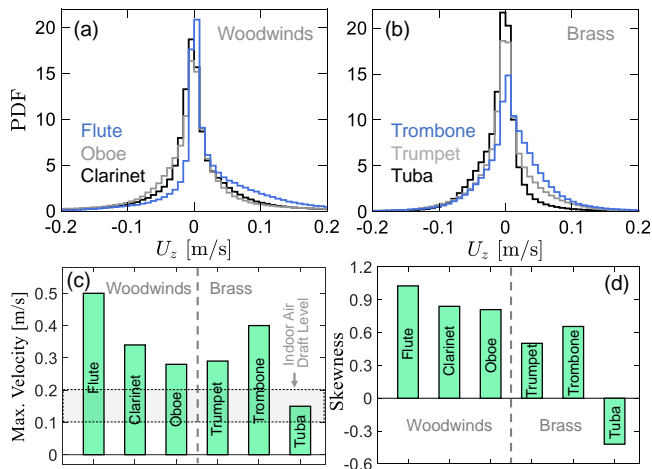 (a) Woodwinds
20
15
10
5
0
PDF
Flute
Oboe
Clarinet
-0.2 -0.1 0 0.1 0.2
U_z [m/s]
(b) Brass
20
15
10
5
0
Trombone
Trumpet
Tuba
-0.2 -0.1 0 0.1 0.2
U_z [m/s]
(c) Woodwinds Brass
0.5
0.4
0.3
0.2
0.1
0
Max. Velocity [m/s]
Flute
Clarinet
Oboe
Trumpet
Trombone
Tuba
Indoor Air
Draft Level
(d)
1.2
0.9
0.6
0.3
0
-0.3
-0.6
Skewness
Flute
Clarinet
Oboe
Trumpet
Trombone
Tuba
Woodwinds Brass